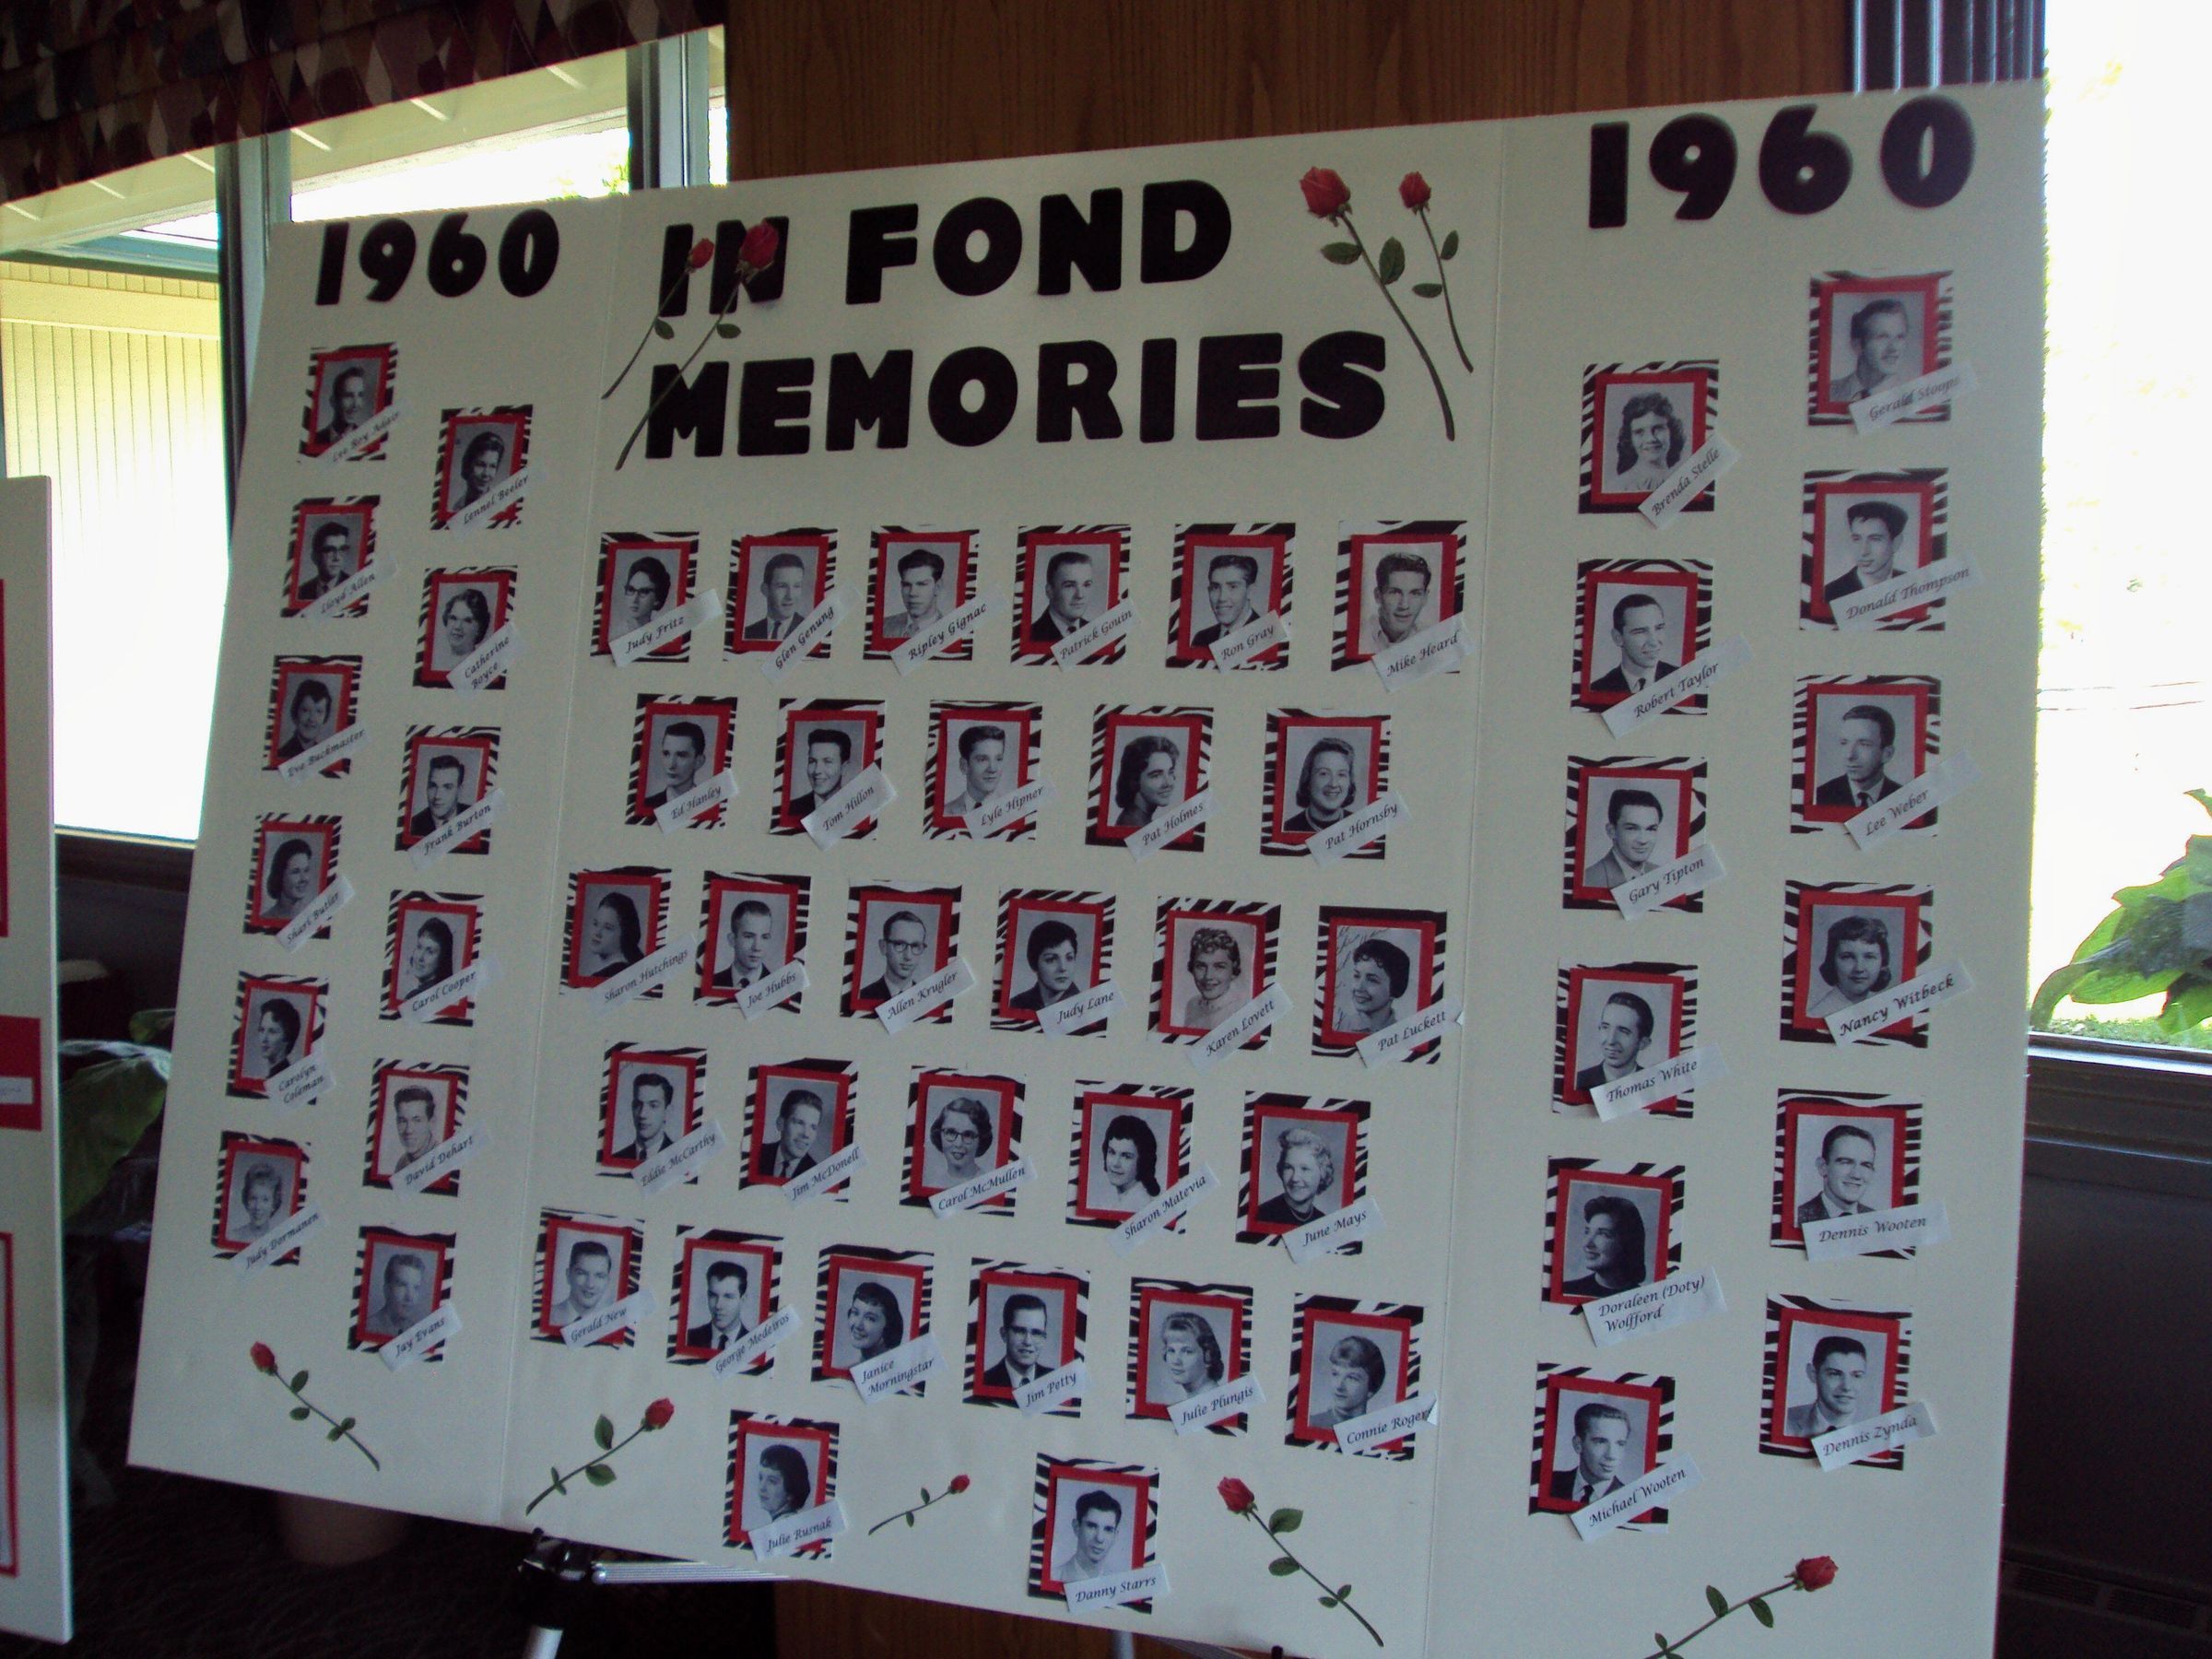 1960
IN FOND
MEMORIES
1960
Lee Roy Adair
Lennel Beeler
Lloyd Allen
Catherine
Boyce
Eve Buckmaster
Frank Burton
Shari Butler
Carol Cooper
Carolyn
Coleman
David Dehart
Judy Dormanen
Jay Evans
Judy Fritz
Glen Genung
Ripley Gignac
Patrick Gouin
Ron Gray
Mike Heard
Ed Hanley
Tom Hillon
Lyle Hipner
Pat Holmes
Pat Hornsby
Sharon Hutchings
Joe Hubbs
Allen Krugler
Judy Lane
Karen Lovett
Pat Luckett
Eddie McCarthy
Jim McDonell
Carol McMullen
Sharon Matevia
June Mays
Gerald New
George Medeiros
Janice
Morningstar
Jim Petty
Julie Plungis
Connie Roger
Julie Rusnak
Danny Starrs
Gerald Stoops
Brenda Stelle
Donald Thompson
Robert Taylor
Lee Weber
Gary Tipton
Nancy Witbeck
Thomas White
Dennis Wooten
Doraleen (Doty)
Wolfford
Dennis Zynda
Michael Wooten